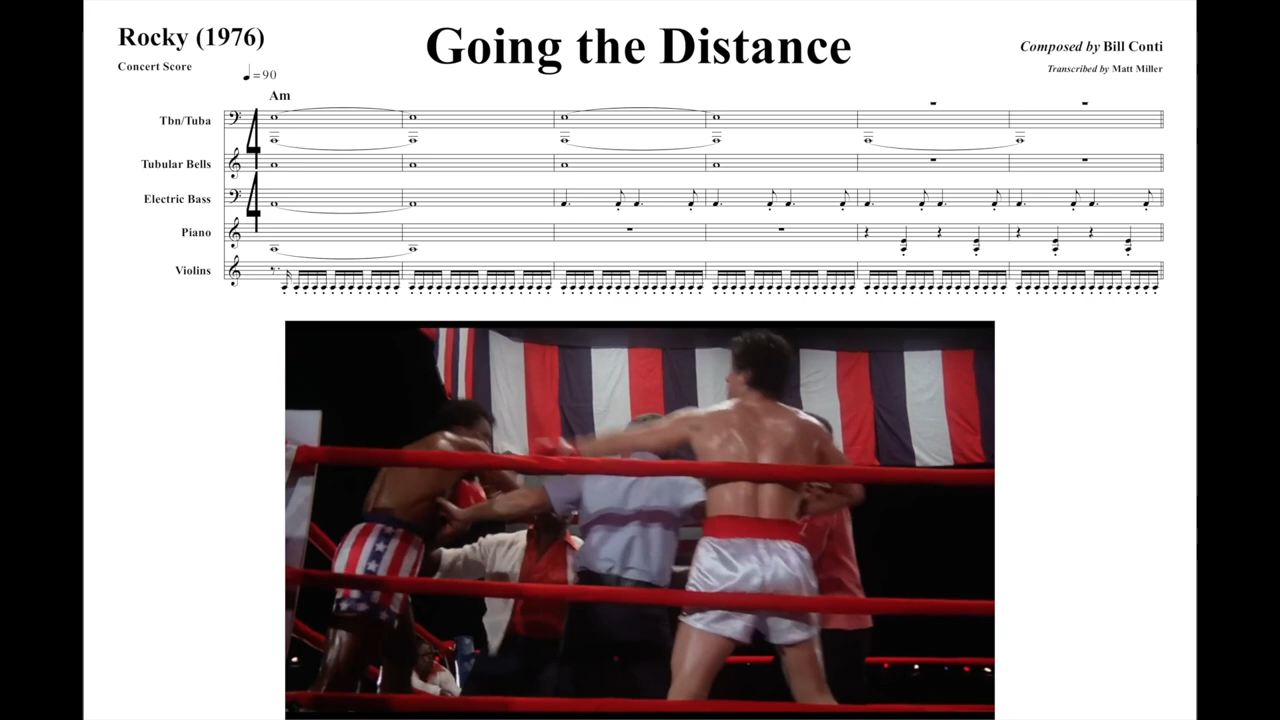 Rocky (1976)
Going the Distance
Composed by Bill Conti
Concert Score
Transcribed by Matt Miller
=90
Am
Tbn/Tuba
Tubular Bells
Electric Bass
Piano
Violins